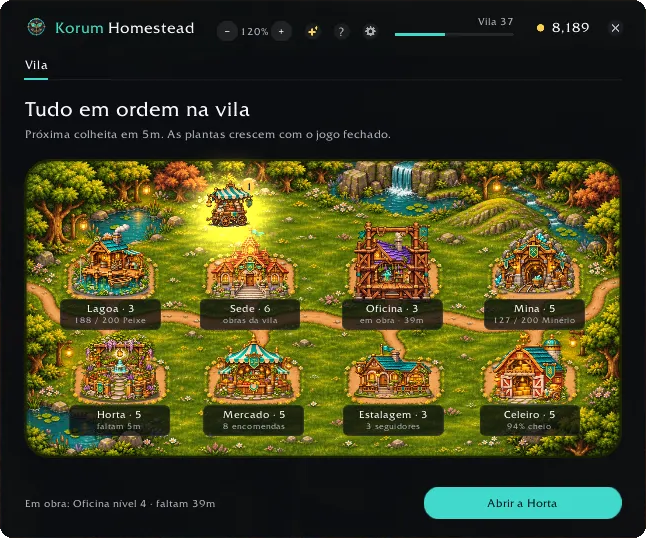 Korum Homestead
− 120% +
?
Vila 37
8,189
×
Vila
Tudo em ordem na vila
Próxima colheita em 5m. As plantas crescem com o jogo fechado.
1
Lagoa · 3
188 / 200 Peixe
Sede · 6
obras da vila
Oficina · 3
em obra · 39m
Mina · 5
127 / 200 Minério
Horta · 5
faltam 5m
Mercado · 5
8 encomendas
Estalagem · 3
3 seguidores
Celeiro · 5
94% cheio
Em obra: Oficina nível 4 · faltam 39m
Abrir a Horta